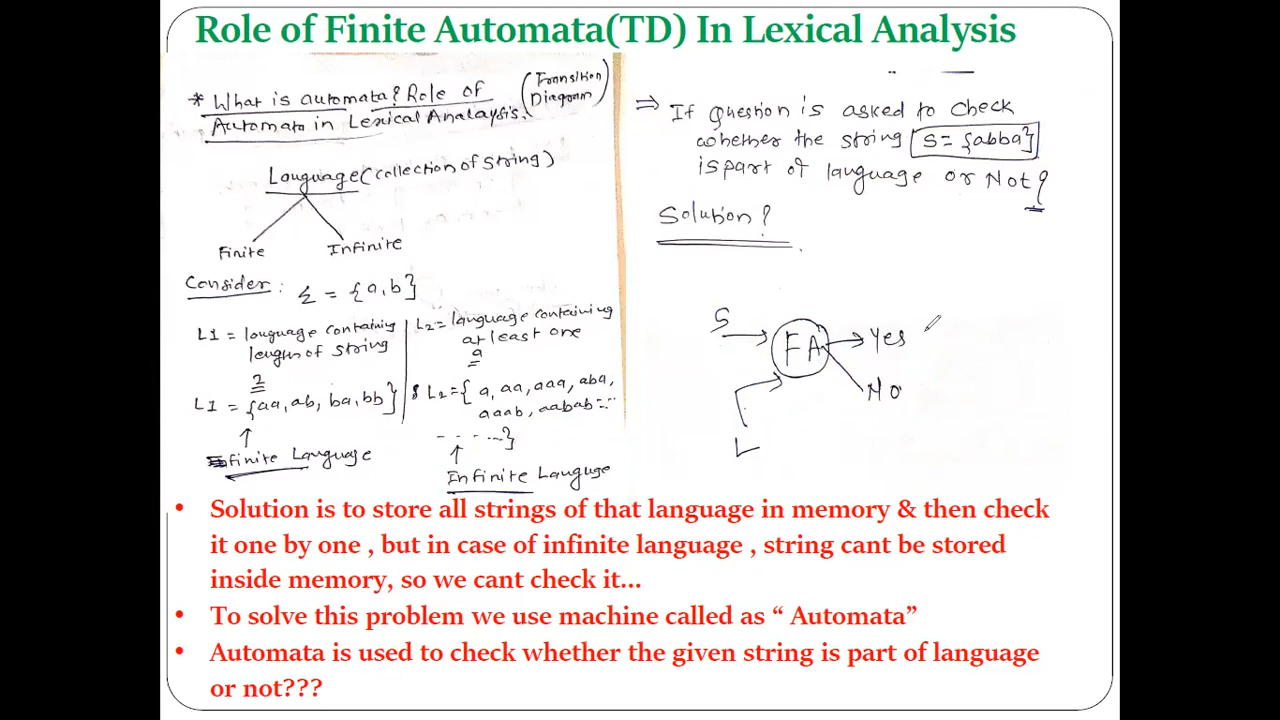 Role of Finite Automata(TD) In Lexical Analysis
* What is automata? Role of
Automata in Lexical Analaysis.
(Transition
Diagram)
Language (collection of string)
Finite
Infinite
Consider :
Σ = {a,b}
L1 = language containing
length of string
2
L1 = {aa, ab, ba, bb}
↑
finite Language
L2 = language containing
at least one
a
L2 = { a, aa, aaa, aba,
aaab, aabab ....
- - - ....}
↑
Infinite Language
⇒ If question is asked to check
whether the string S = {abba}
is part of language or Not?
Solution?
S
FA
Yes
No
L
• Solution is to store all strings of that language in memory & then check
it one by one , but in case of infinite language , string cant be stored
inside memory, so we cant check it...
• To solve this problem we use machine called as “ Automata”
• Automata is used to check whether the given string is part of language
or not???